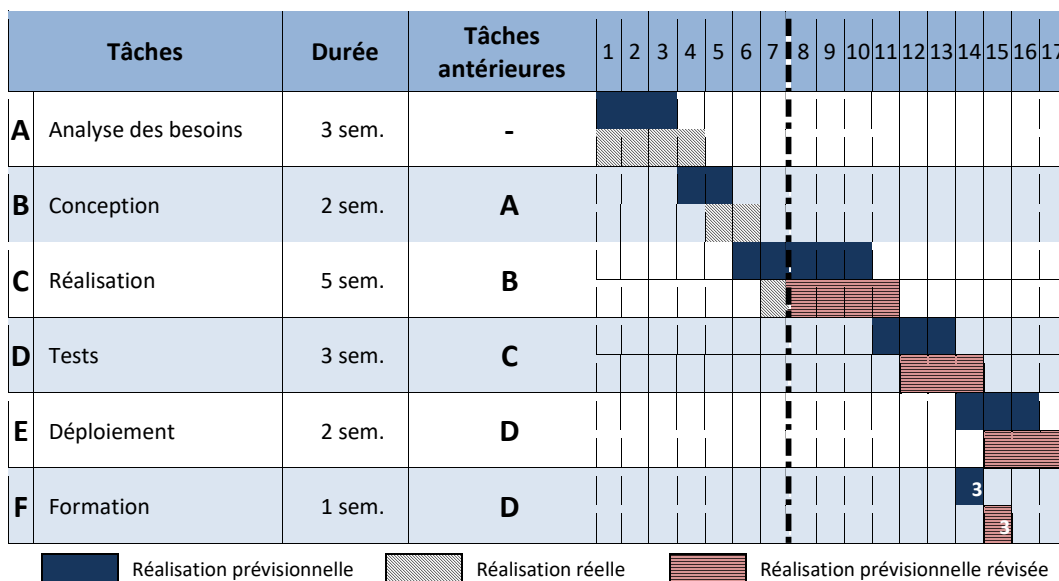 Tâches Durée Tâches antérieures 1 2 3 4 5 6 7 8 9 10 11 12 13 14 15 16 17
A Analyse des besoins 3 sem. -
B Conception 2 sem. A
C Réalisation 5 sem. B
D Tests 3 sem. C
E Déploiement 2 sem. D
F Formation 1 sem. D 3
3
Réalisation prévisionnelle Réalisation réelle Réalisation prévisionnelle révisée